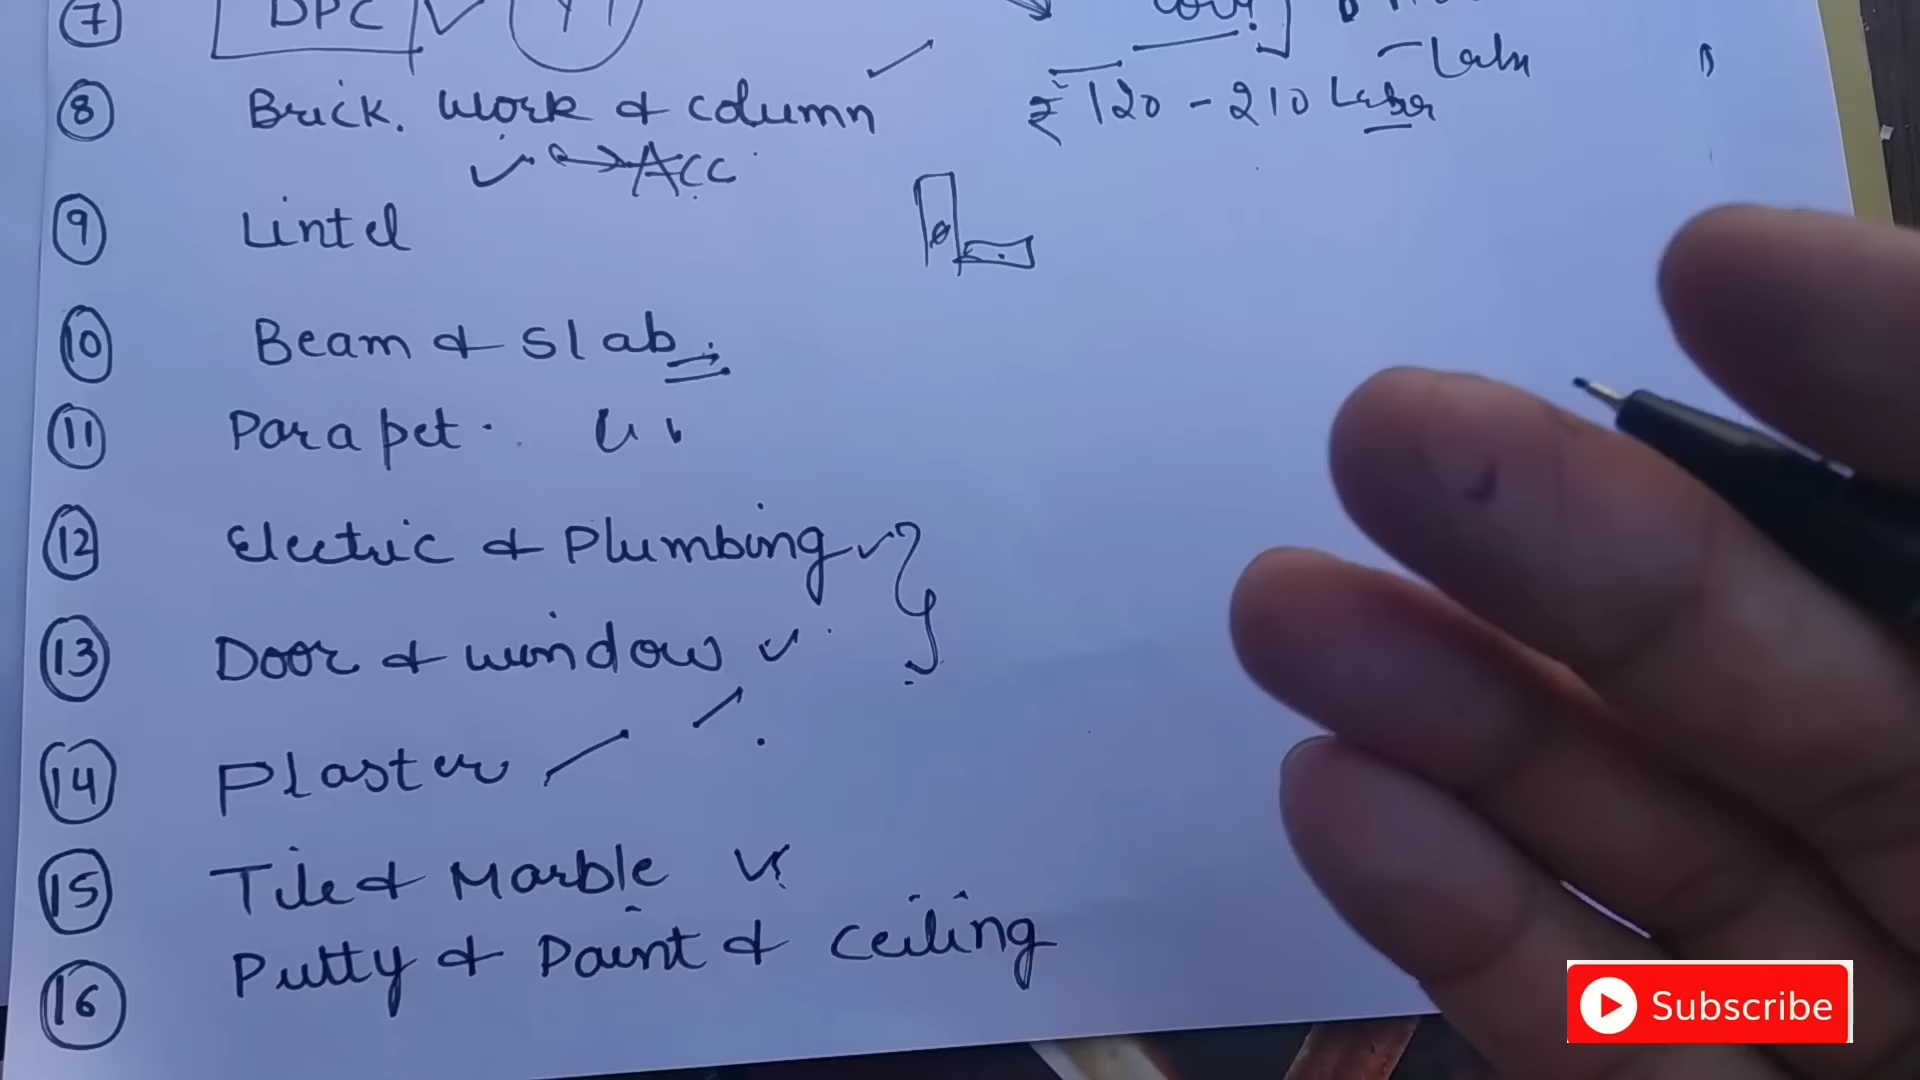 7 DPC
8 Brick. Work & column
₹ 120 - 210 Labor
Acc
9 Lintel
10 Beam & Slab.
11 Parapet.
12 Electric & Plumbing
13 Door & window
14 Plaster
15 Tile & Marble
16 Putty & Paint & ceiling
Subscribe